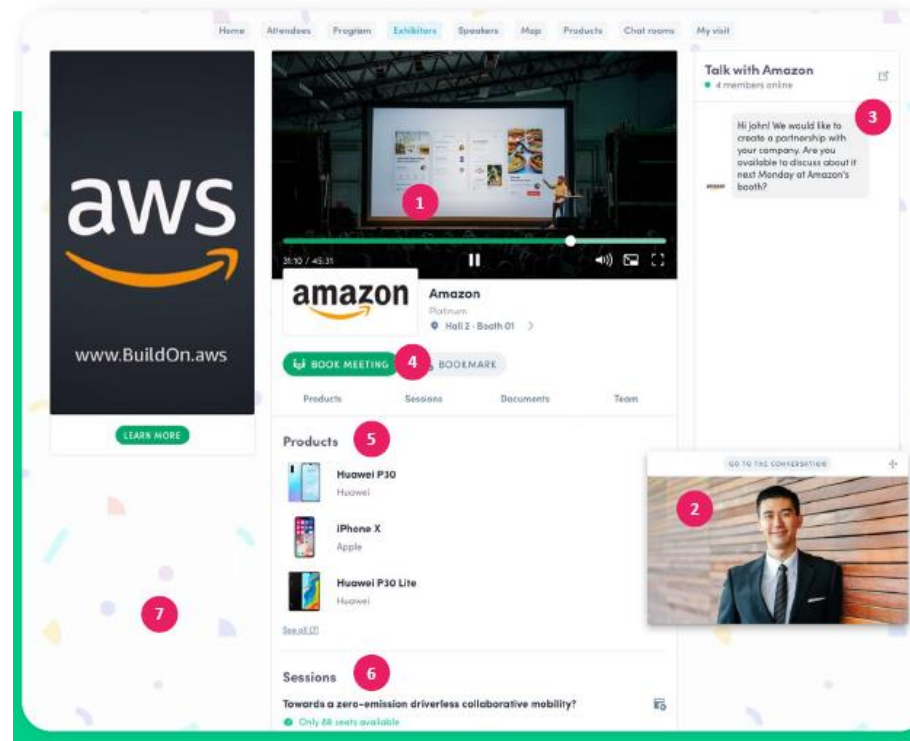 Home Attendees Program Exhibitors Speakers Map Products Chat rooms My visit
aws
www.BuildOn.aws
LEARN MORE
1
31:10 / 45:31
amazon
Amazon
Platinum
Hall 2 - Booth 01
BOOK MEETING
4
BOOKMARK
Products Sessions Documents Team
Products
5
Huawei P30
Huawei
iPhone X
Apple
Huawei P30 Lite
Huawei
See all (7)
Sessions
6
Towards a zero-emission driverless collaborative mobility?
Only 88 seats available
Talk with Amazon
4 members online
3
Hi john! We would like to
create a partnership with
your company. Are you
available to discuss about it
next Monday at Amazon's
booth?
amazon
GO TO THE CONVERSATION
2
7